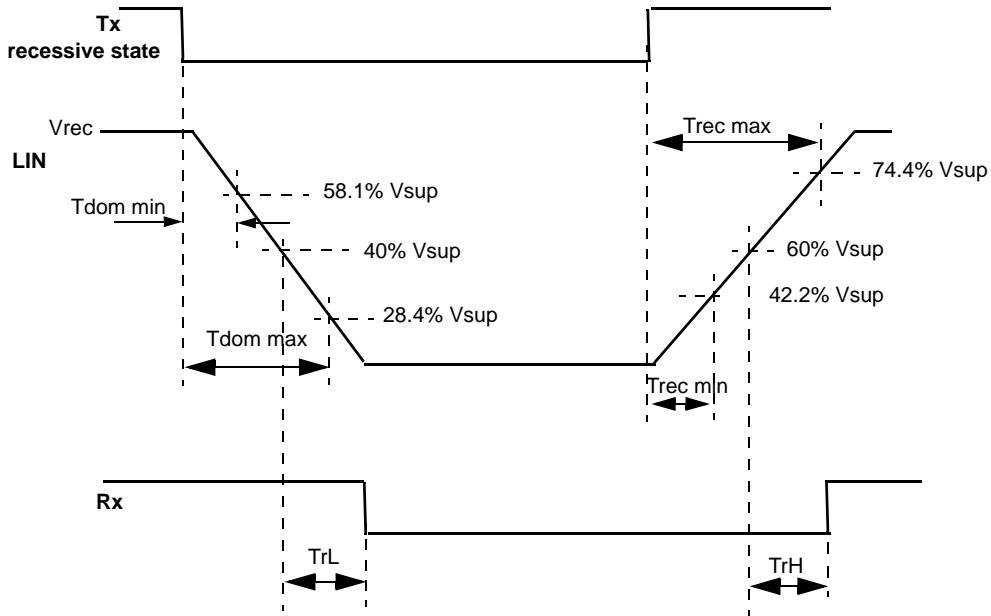 Tx
recessive state
Vrec
LIN
Trec max
74.4% Vsup
58.1% Vsup
Tdom min
40% Vsup
60% Vsup
42.2% Vsup
28.4% Vsup
Tdom max
Trec min
Rx
TrL
TrH